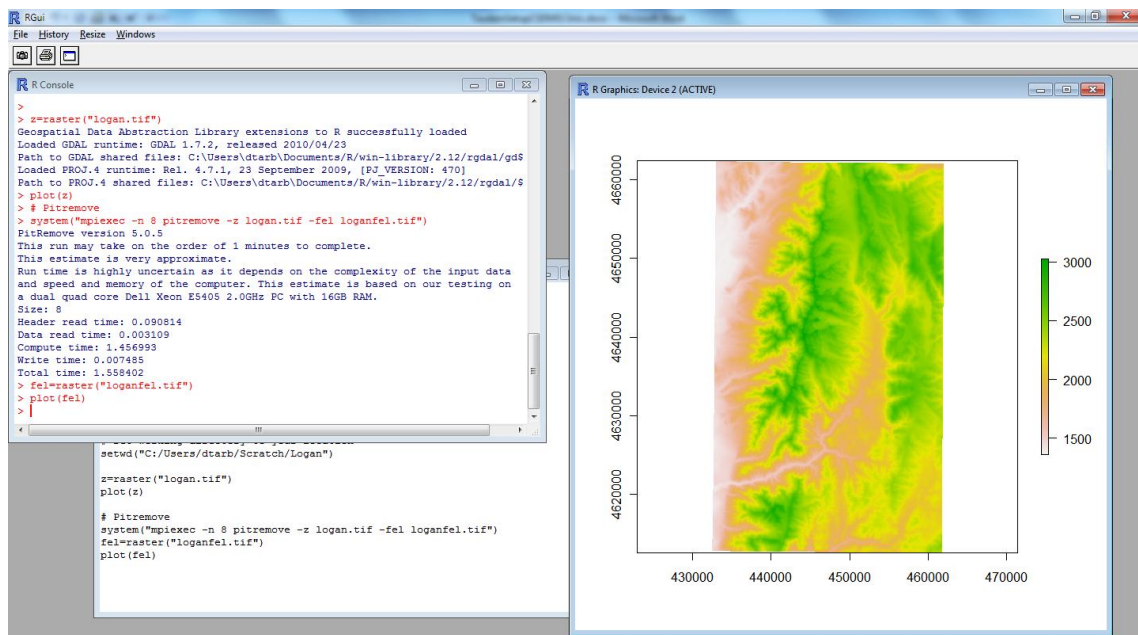 RGui
File History Resize Windows
R Console
>
> z=raster("logan.tif")
Geospatial Data Abstraction Library extensions to R successfully loaded
Loaded GDAL runtime: GDAL 1.7.2, released 2010/04/23
Path to GDAL shared files: C:\Users\dtarb\Documents/R/win-library/2.12/rgdal/gd$
Loaded PROJ.4 runtime: Rel. 4.7.1, 23 September 2009, [PJ_VERSION: 470]
Path to PROJ.4 shared files: C:\Users\dtarb\Documents/R/win-library/2.12/rgdal/$
> plot(z)
> # Pitremove
> system("mpiexec -n 8 pitremove -z logan.tif -fel loganfel.tif")
PitRemove version 5.0.5
This run may take on the order of 1 minutes to complete.
This estimate is very approximate.
Run time is highly uncertain as it depends on the complexity of the input data
and speed and memory of the computer. This estimate is based on our testing on
a dual quad core Dell Xeon E5405 2.0GHz PC with 16GB RAM.
Size: 8
Header read time: 0.090814
Data read time: 0.003109
Compute time: 1.456993
Write time: 0.007485
Total time: 1.558402
> fel=raster("loganfel.tif")
> plot(fel)
>
setwd("C:/Users/dtarb/Scratch/Logan")
z=raster("logan.tif")
plot(z)
# Pitremove
system("mpiexec -n 8 pitremove -z logan.tif -fel loganfel.tif")
fel=raster("loganfel.tif")
plot(fel)
R Graphics: Device 2 (ACTIVE)
4660000
4650000
4640000
4630000
4620000
430000 440000 450000 460000 470000
3000
2500
2000
1500